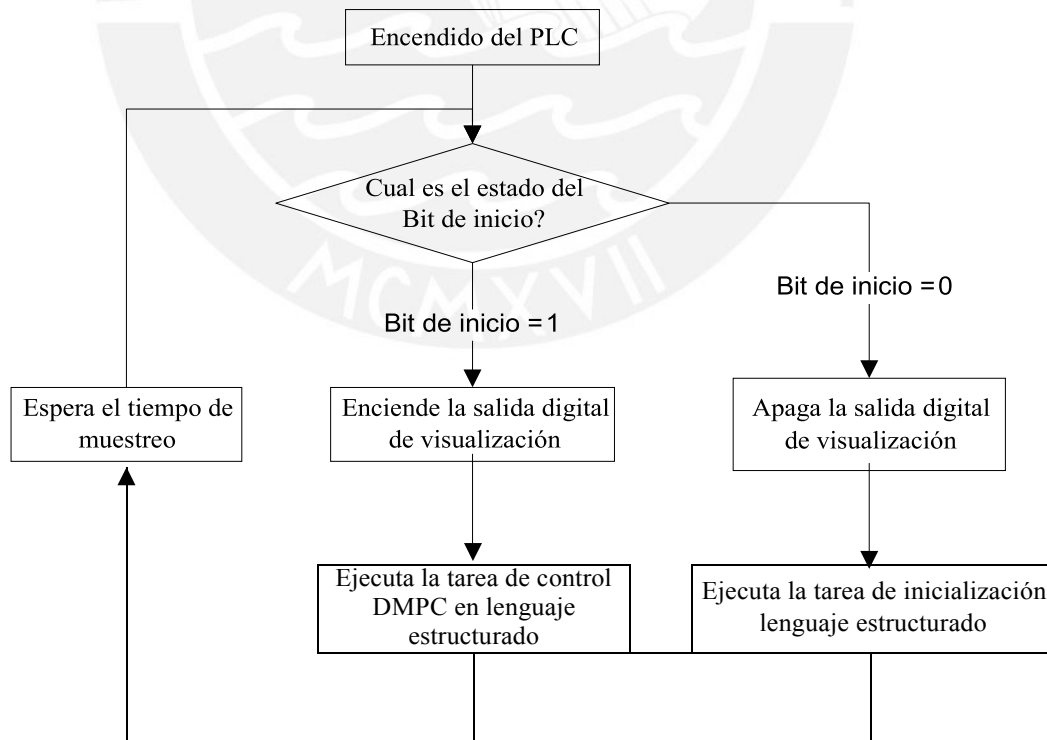 Encendido del PLC
Cual es el estado del
Bit de inicio?
MCMXVII
Bit de inicio =0
Bit de inicio =1
Espera el tiempo de
muestreo
Enciende la salida digital
de visualización
Apaga la salida digital
de visualización
Ejecuta la tarea de control
DMPC en lenguaje
estructurado
Ejecuta la tarea de inicialización
lenguaje estructurado